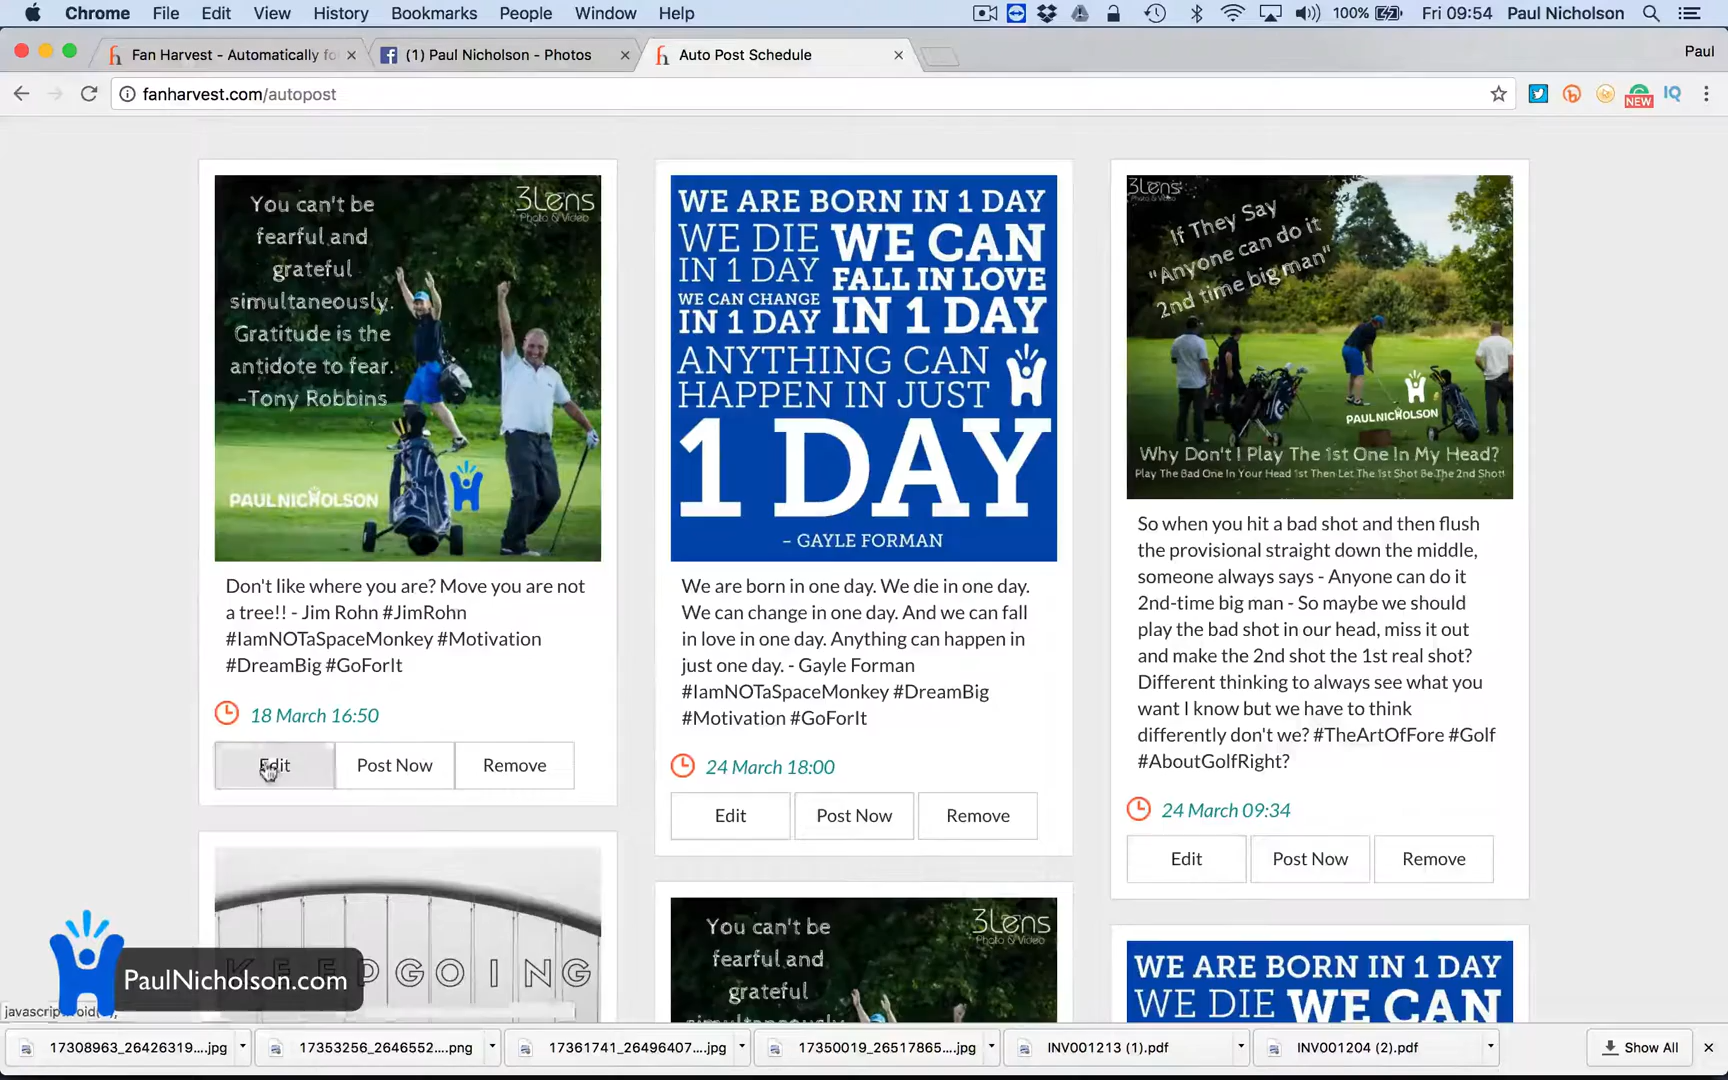 Chrome File Edit View History Bookmarks People Window Help 100% Fri 09:54 Paul Nicholson
Fan Harvest - Automatically fo
(1) Paul Nicholson - Photos
Auto Post Schedule
Paul
fanharvest.com/autopost
NEW
IQ
You can't be
fearful and
grateful
simultaneously.
Gratitude is the
antidote to fear.
-Tony Robbins
3Lens
Photo & Video
PAULNICHOLSON
Don't like where you are? Move you are not
a tree!! - Jim Rohn #JimRohn
#IamNOTaSpaceMonkey #Motivation
#DreamBig #GoForIt
18 March 16:50
Edit
Post Now
Remove
KEEPGOING
WE ARE BORN IN 1 DAY
WE DIE
IN 1 DAY
WE CAN CHANGE
IN 1 DAY
WE CAN
FALL IN LOVE
IN 1 DAY
ANYTHING CAN
HAPPEN IN JUST
1 DAY
– GAYLE FORMAN
We are born in one day. We die in one day.
We can change in one day. And we can fall
in love in one day. Anything can happen in
just one day. - Gayle Forman
#IamNOTaSpaceMonkey #DreamBig
#Motivation #GoForIt
24 March 18:00
Edit
Post Now
Remove
You can't be
fearful and
grateful
simultaneously
3Lens
Photo & Video
3Lens
Photo & Video
If They Say
"Anyone can do it
2nd time big man"
PAULNICHOLSON
Why Don't I Play The 1st One In My Head?
Play The Bad One In Your Head 1st Then Let The 1st Shot Be The 2nd Shot!
So when you hit a bad shot and then flush
the provisional straight down the middle,
someone always says - Anyone can do it
2nd-time big man - So maybe we should
play the bad shot in our head, miss it out
and make the 2nd shot the 1st real shot?
Different thinking to always see what you
want I know but we have to think
differently don't we? #TheArtOfFore #Golf
#AboutGolfRight?
24 March 09:34
Edit
Post Now
Remove
WE ARE BORN IN 1 DAY
WE DIE WE CAN
PaulNicholson.com
17308963_26426319....jpg
17353256_2646552....png
17361741_26496407....jpg
17350019_26517865....jpg
INV001213 (1).pdf
INV001204 (2).pdf
Show All